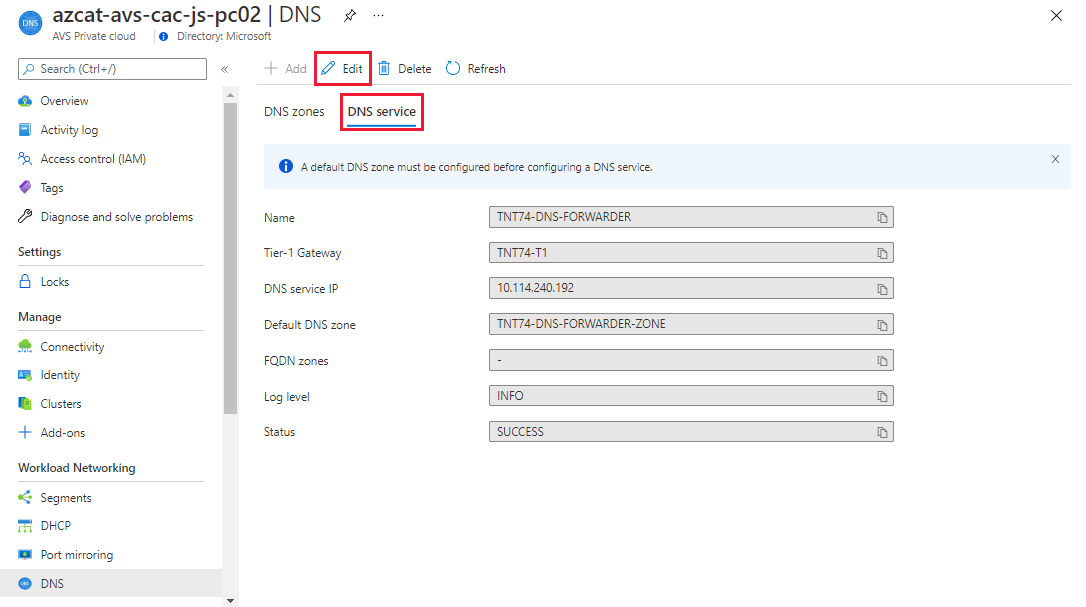 DNS
azcat-avs-cac-js-pc02 | DNS ···
AVS Private cloud
Directory: Microsoft
Search (Ctrl+/) «
Add Edit Delete Refresh
Overview
Activity log
Access control (IAM)
Tags
Diagnose and solve problems
Settings
Locks
Manage
Connectivity
Identity
Clusters
Add-ons
Workload Networking
Segments
DHCP
Port mirroring
DNS
DNS zones DNS service
A default DNS zone must be configured before configuring a DNS service.
Name TNT74-DNS-FORWARDER
Tier-1 Gateway TNT74-T1
DNS service IP 10.114.240.192
Default DNS zone TNT74-DNS-FORWARDER-ZONE
FQDN zones -
Log level INFO
Status SUCCESS